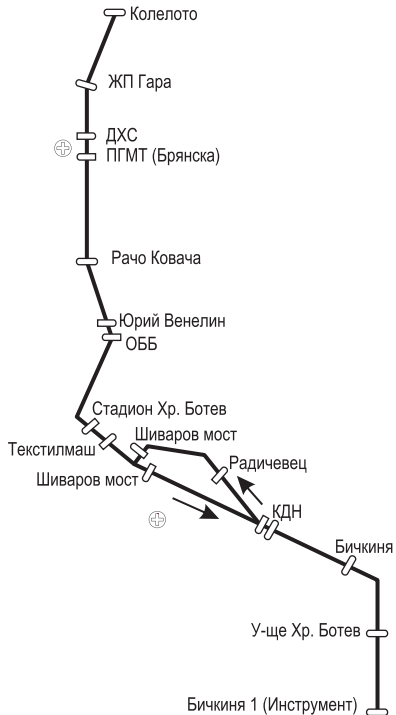 Колелото
ЖП Гара
ДХС
ПГМТ (Брянска)
Рачо Ковача
Юрий Венелин
ОББ
Стадион Хр. Ботев
Шиваров мост
Текстилмаш
Радичевец
Шиваров мост
КДН
Бичкиня
У-ще Хр. Ботев
Бичкиня 1 (Инструмент)